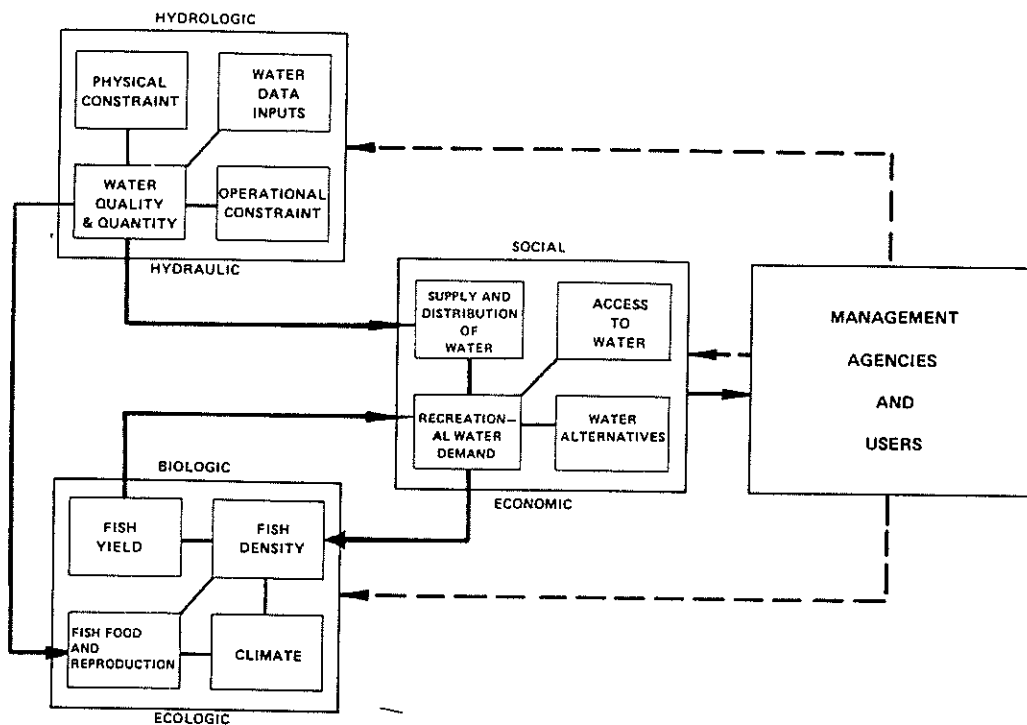 HYDROLOGIC
PHYSICAL
CONSTRAINT
WATER
DATA
INPUTS
WATER
QUALITY
& QUANTITY
OPERATIONAL
CONSTRAINT
HYDRAULIC
SOCIAL
SUPPLY AND
DISTRIBUTION
OF
WATER
ACCESS
TO
WATER
RECREATION—
AL WATER
DEMAND
WATER
ALTERNATIVES
ECONOMIC
MANAGEMENT
AGENCIES
AND
USERS
BIOLOGIC
FISH
YIELD
FISH
DENSITY
FISH FOOD
AND
REPRODUCTION
CLIMATE
ECOLOGIC